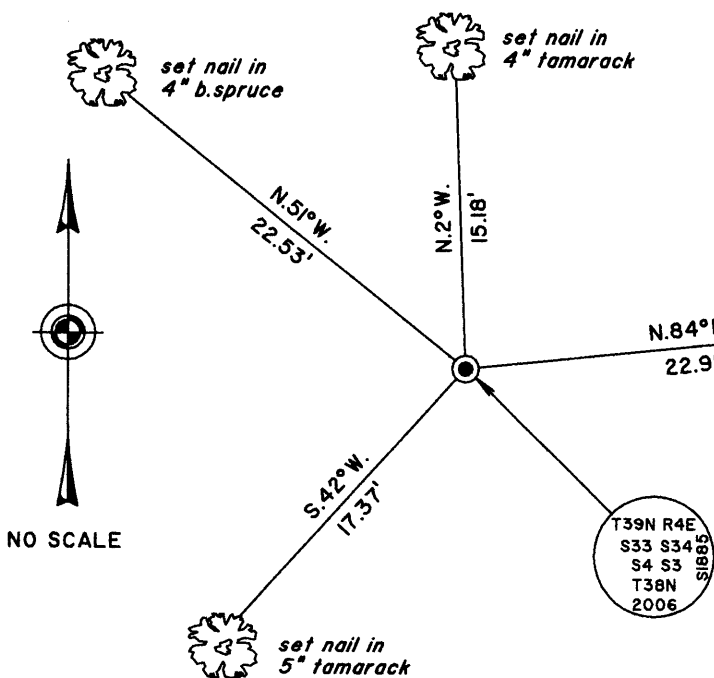 set nail in
4" b.spruce
set nail in
4" tamarack
N.51°W.
22.53'
N.2°W.
15.18'
N.84°
22.9
S.42°W.
17.37'
NO SCALE
T39N R4E
S33 S34
S4 S3
T38N
2006
S1885
set nail in
5" tamarack